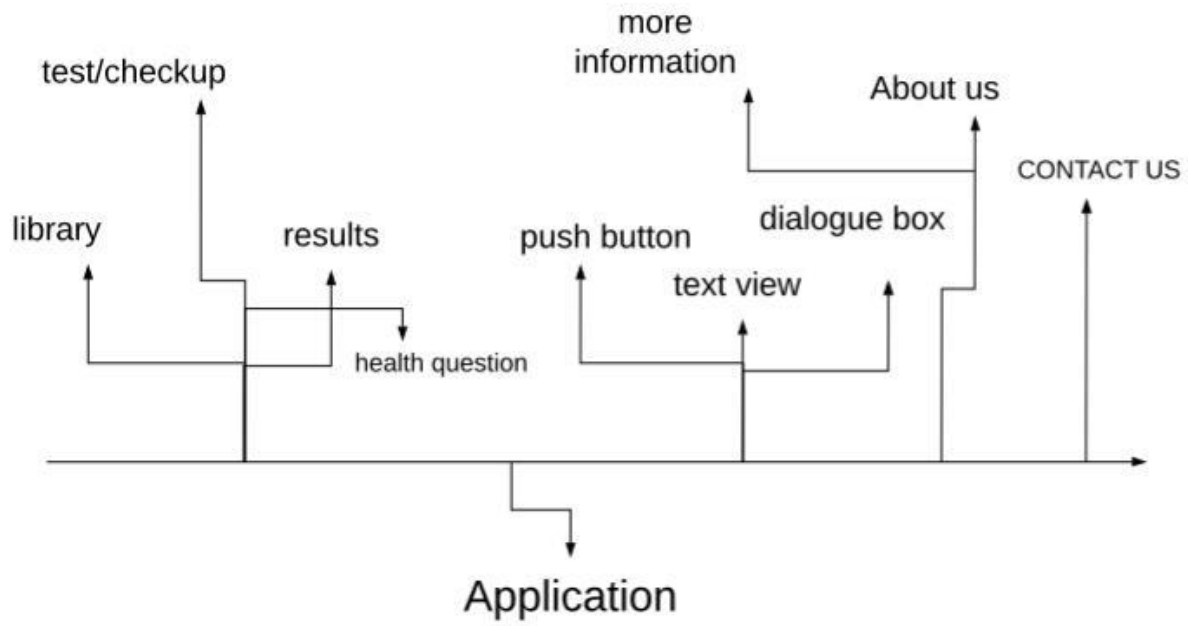 more
information
test/checkup
About us
CONTACT US
library
results
push button
dialogue box
text view
health question
Application